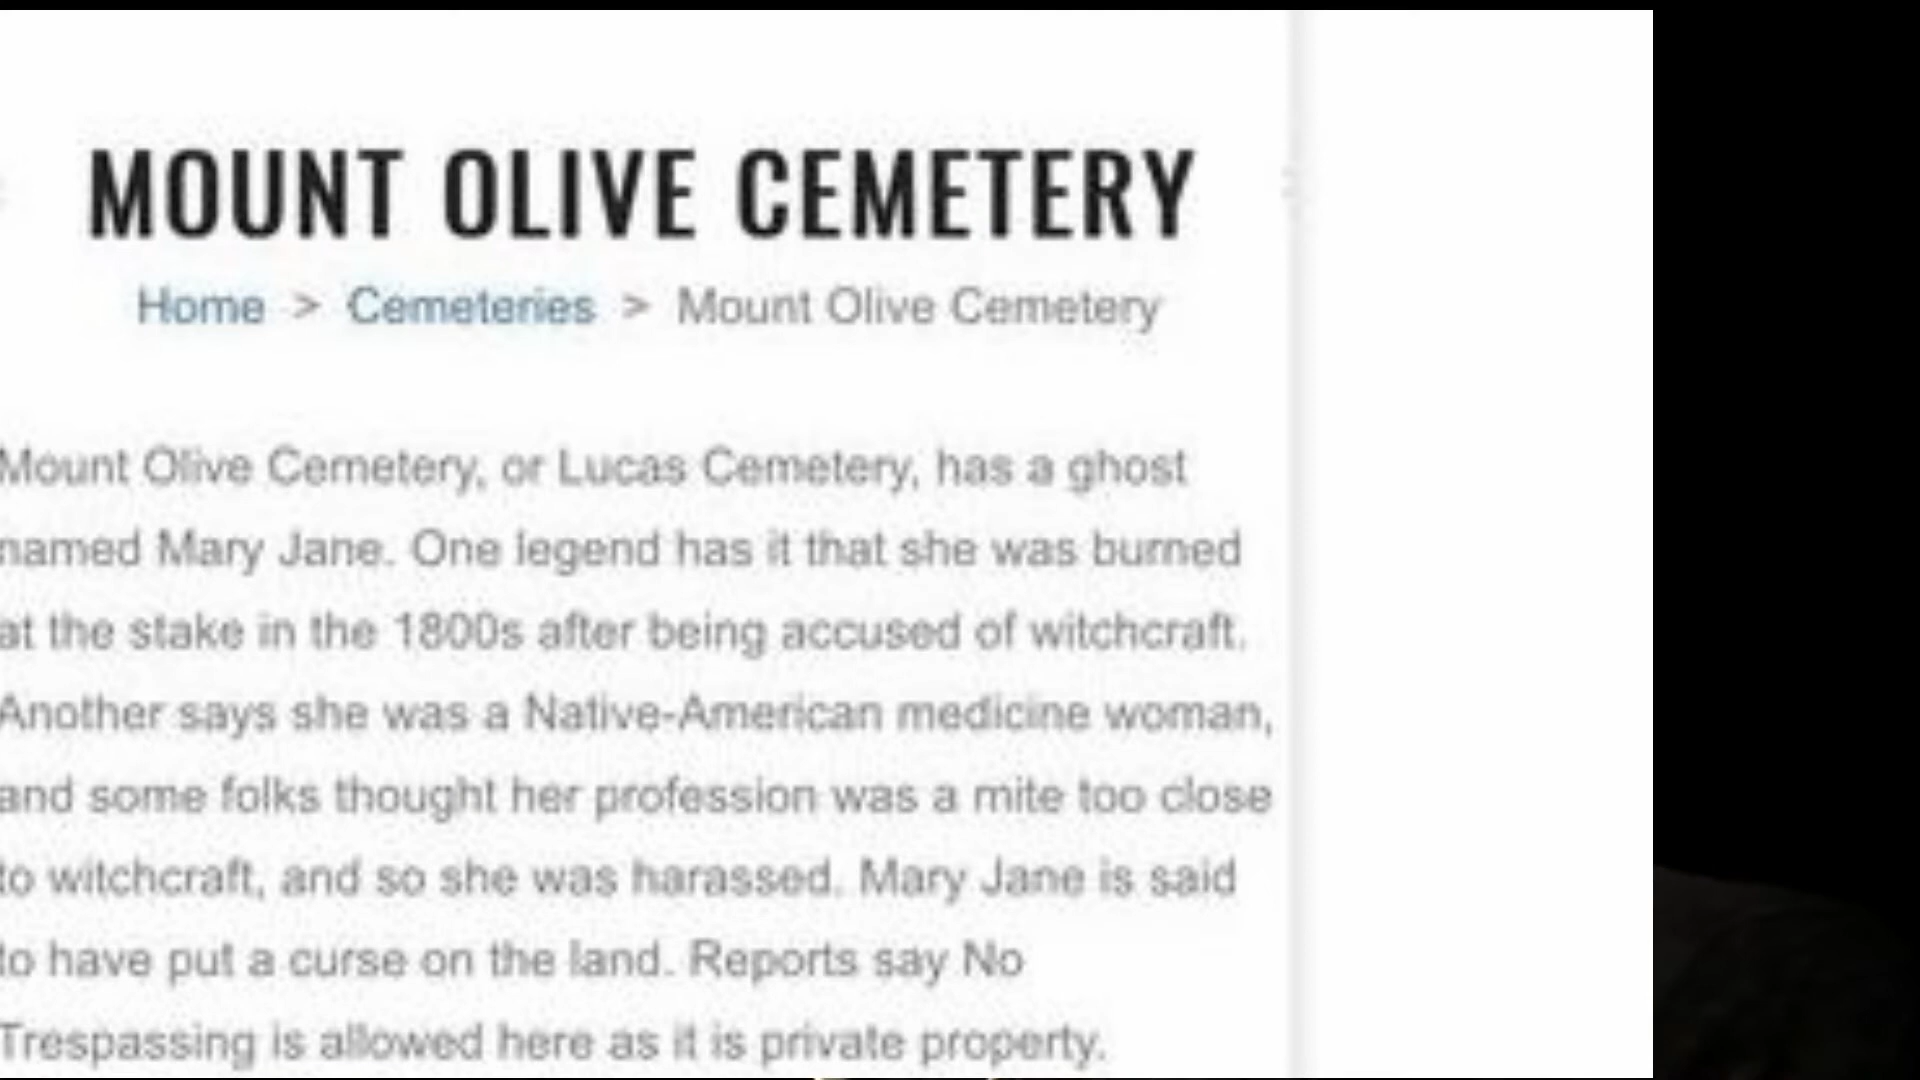 MOUNT OLIVE CEMETERY
Home > Cemeteries > Mount Olive Cemetery
Mount Olive Cemetery, or Lucas Cemetery, has a ghost
named Mary Jane. One legend has it that she was burned
at the stake in the 1800s after being accused of witchcraft.
Another says she was a Native-American medicine woman,
and some folks thought her profession was a mite too close
to witchcraft, and so she was harassed. Mary Jane is said
to have put a curse on the land. Reports say No
Trespassing is allowed here as it is private property.